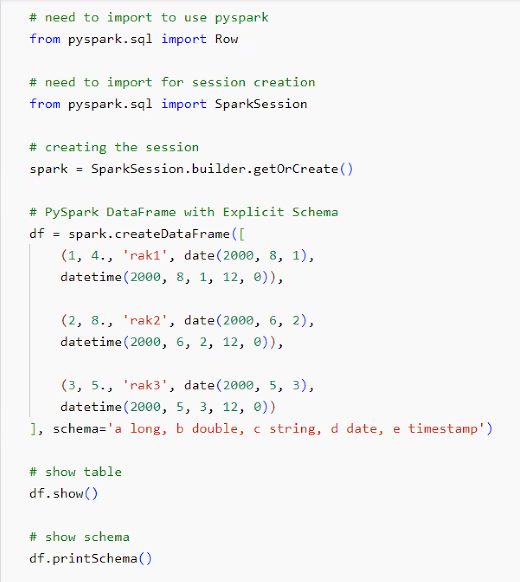 # need to import to use pyspark
from pyspark.sql import Row
# need to import for session creation
from pyspark.sql import SparkSession
# creating the session
spark = SparkSession.builder.getOrCreate()
# PySpark DataFrame with Explicit Schema
df = spark.createDataFrame([
    (1, 4., 'rak1', date(2000, 8, 1),
    datetime(2000, 8, 1, 12, 0)),
    (2, 8., 'rak2', date(2000, 6, 2),
    datetime(2000, 6, 2, 12, 0)),
    (3, 5., 'rak3', date(2000, 5, 3),
    datetime(2000, 5, 3, 12, 0))
], schema='a long, b double, c string, d date, e timestamp')
# show table
df.show()
# show schema
df.printSchema()